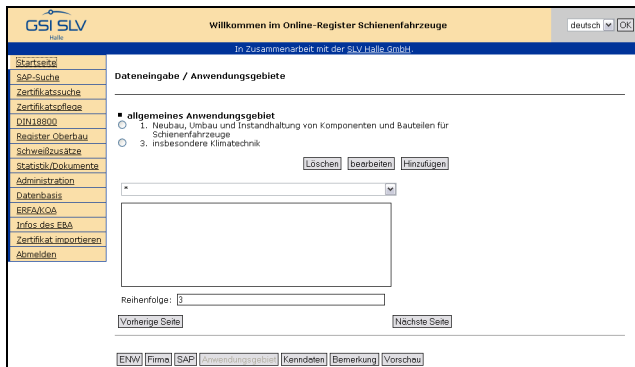 GSI SLV
Halle
Willkommen im Online-Register Schienenfahrzeuge
deutsch OK
In Zusammenarbeit mit der SLV Halle GmbH.
Startseite
SAP-Suche
Zertifikatssuche
Zertifikatspflege
DIN18800
Register Oberbau
Schweißzusätze
Statistik/Dokumente
Administration
Datenbasis
ERFA/KOA
Infos des EBA
Zertifikat importieren
Abmelden
Dateneingabe / Anwendungsgebiete
allgemeines Anwendungsgebiet
1. Neubau, Umbau und Instandhaltung von Komponenten und Bauteilen für
Schienenfahrzeuge
3. insbesondere Klimatechnik
Löschen bearbeiten Hinzufügen
*
Reihenfolge: 3
Vorherige Seite Nächste Seite
ENW Firma SAP Anwendungsgebiet Kenndaten Bemerkung Vorschau